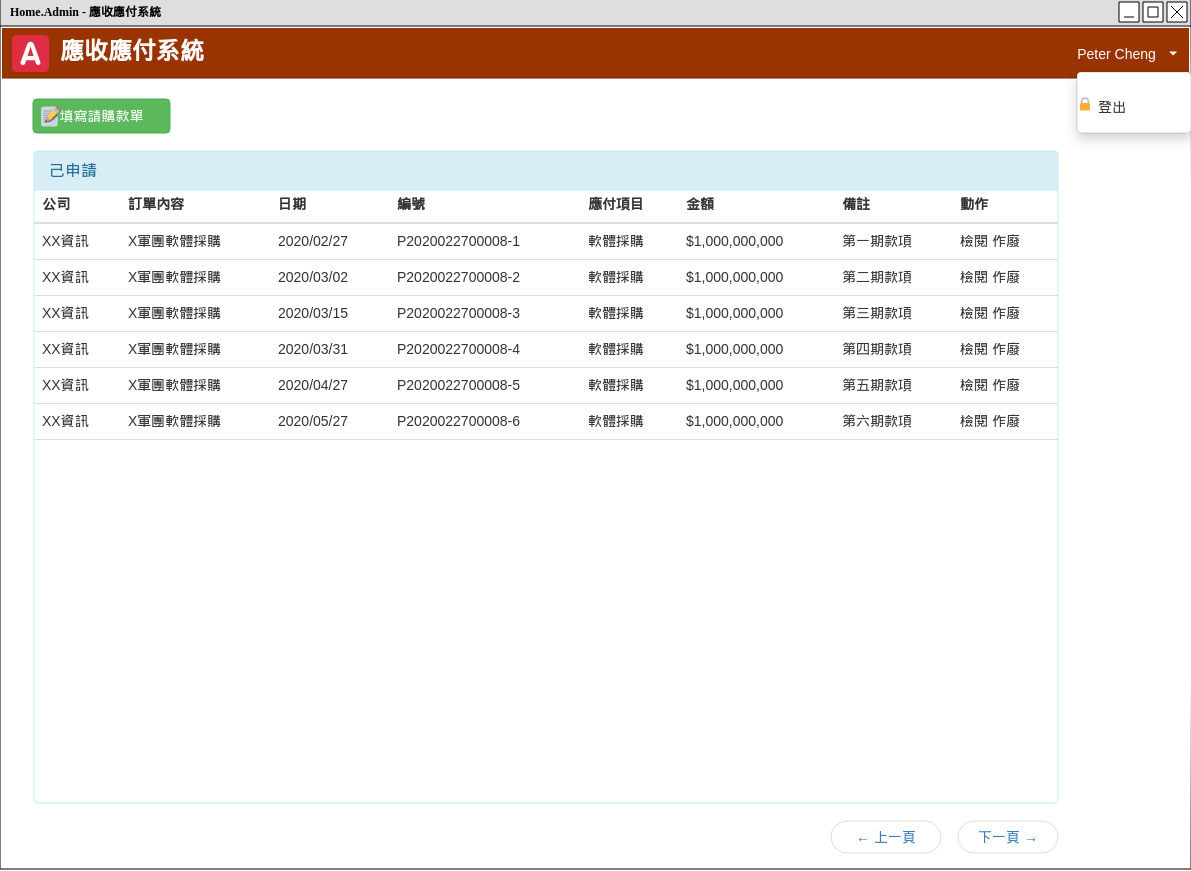 Home.Admin - 應收應付系統
A 應收應付系統
Peter Cheng
登出
填寫請購款單
己申請
公司 訂單內容 日期 編號 應付項目 金額 備註 動作
XX資訊 X軍團軟體採購 2020/02/27 P2020022700008-1 軟體採購 $1,000,000,000 第一期款項 檢閱 作廢
XX資訊 X軍團軟體採購 2020/03/02 P2020022700008-2 軟體採購 $1,000,000,000 第二期款項 檢閱 作廢
XX資訊 X軍團軟體採購 2020/03/15 P2020022700008-3 軟體採購 $1,000,000,000 第三期款項 檢閱 作廢
XX資訊 X軍團軟體採購 2020/03/31 P2020022700008-4 軟體採購 $1,000,000,000 第四期款項 檢閱 作廢
XX資訊 X軍團軟體採購 2020/04/27 P2020022700008-5 軟體採購 $1,000,000,000 第五期款項 檢閱 作廢
XX資訊 X軍團軟體採購 2020/05/27 P2020022700008-6 軟體採購 $1,000,000,000 第六期款項 檢閱 作廢
← 上一頁 下一頁 →